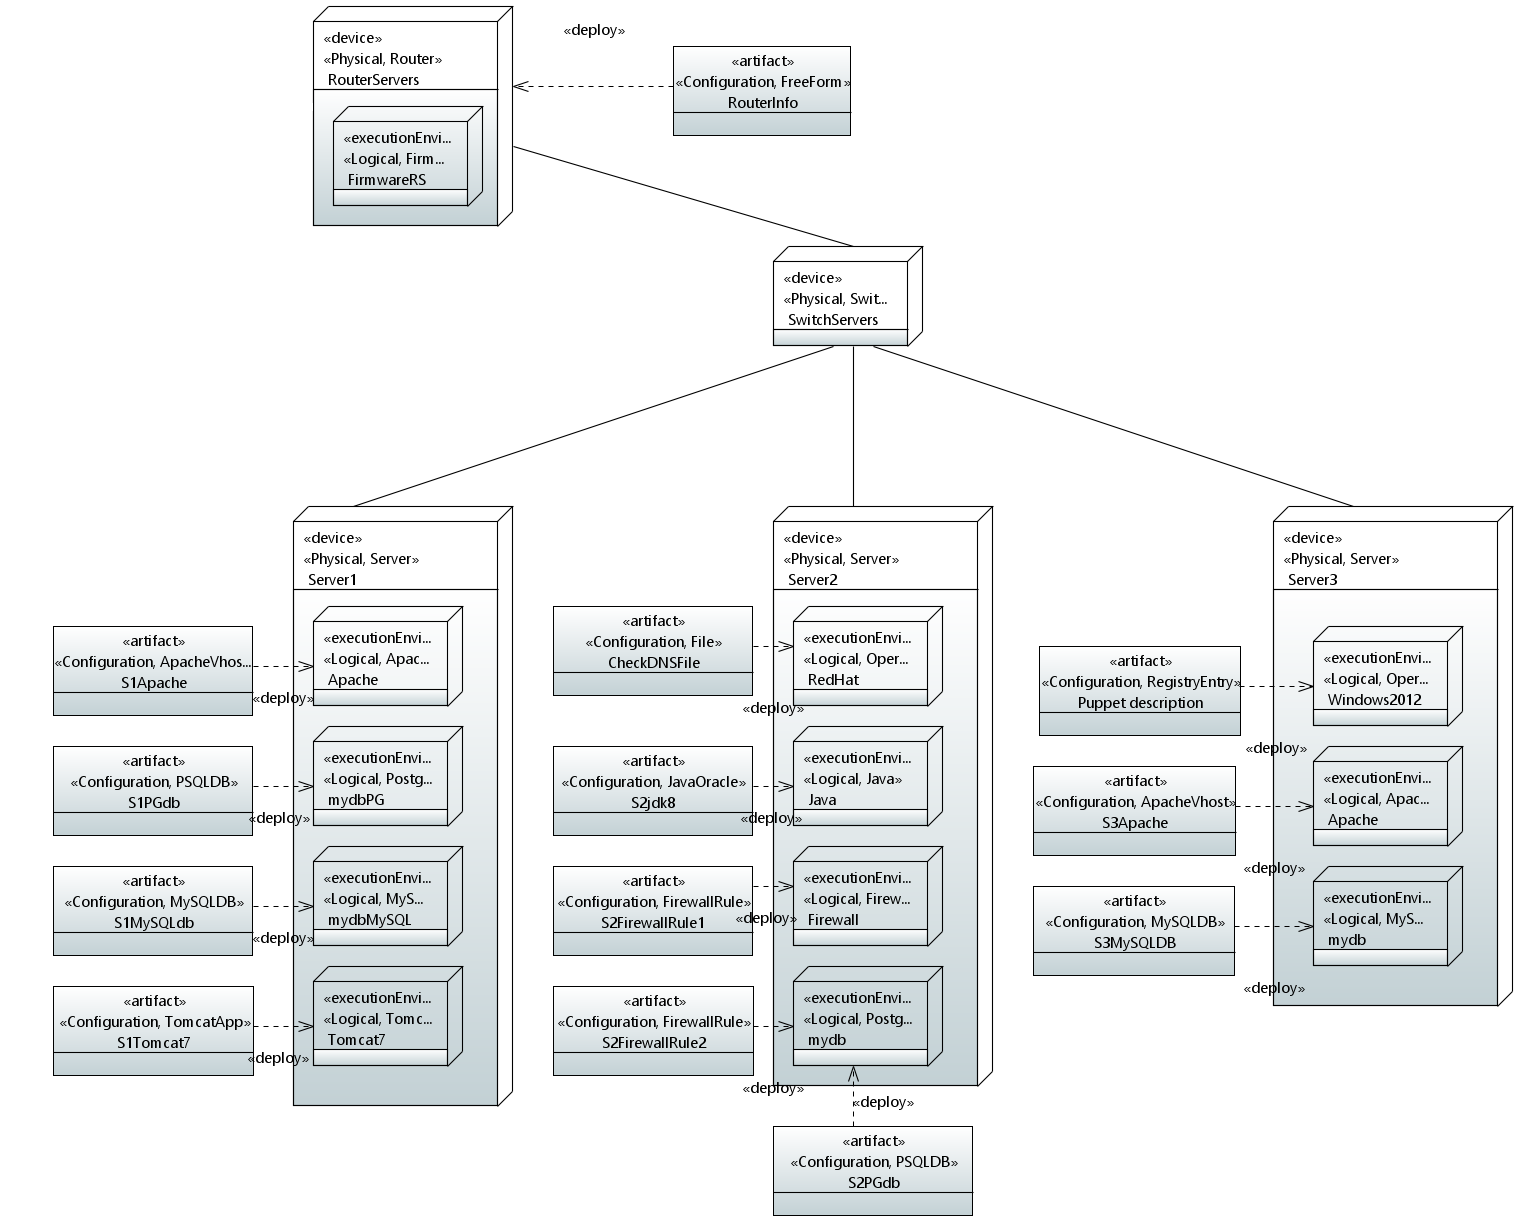 «device»
«Physical, Router»
RouterServers
«executionEnvi...
«Logical, Firm...
FirmwareRS
«deploy»
«artifact»
«Configuration, FreeForm»
RouterInfo
«device»
«Physical, Swit...
SwitchServers
«device»
«Physical, Server»
Server1
«executionEnvi...
«Logical, Apac...
Apache
«executionEnvi...
«Logical, Postg...
mydbPG
«executionEnvi...
«Logical, MyS...
mydbMySQL
«executionEnvi...
«Logical, Tomc...
Tomcat7
«artifact»
«Configuration, ApacheVhos...
S1Apache
«deploy»
«artifact»
«Configuration, PSQLDB»
S1PGdb
«deploy»
«artifact»
«Configuration, MySQLDB»
S1MySQLdb
«deploy»
«artifact»
«Configuration, TomcatApp»
S1Tomcat7
«deploy»
«device»
«Physical, Server»
Server2
«executionEnvi...
«Logical, Oper...
RedHat
«executionEnvi...
«Logical, Java»
Java
«executionEnvi...
«Logical, Firew...
Firewall
«executionEnvi...
«Logical, Postg...
mydb
«artifact»
«Configuration, File»
CheckDNSFile
«deploy»
«artifact»
«Configuration, JavaOracle»
S2jdk8
«deploy»
«artifact»
«Configuration, FirewallRule»
S2FirewallRule1
«deploy»
«artifact»
«Configuration, FirewallRule»
S2FirewallRule2
«deploy»
«deploy»
«artifact»
«Configuration, PSQLDB»
S2PGdb
«device»
«Physical, Server»
Server3
«executionEnvi...
«Logical, Oper...
Windows2012
«executionEnvi...
«Logical, Apac...
Apache
«executionEnvi...
«Logical, MyS...
mydb
«artifact»
«Configuration, RegistryEntry»
Puppet description
«deploy»
«artifact»
«Configuration, ApacheVhost»
S3Apache
«deploy»
«artifact»
«Configuration, MySQLDB»
S3MySQLDB
«deploy»